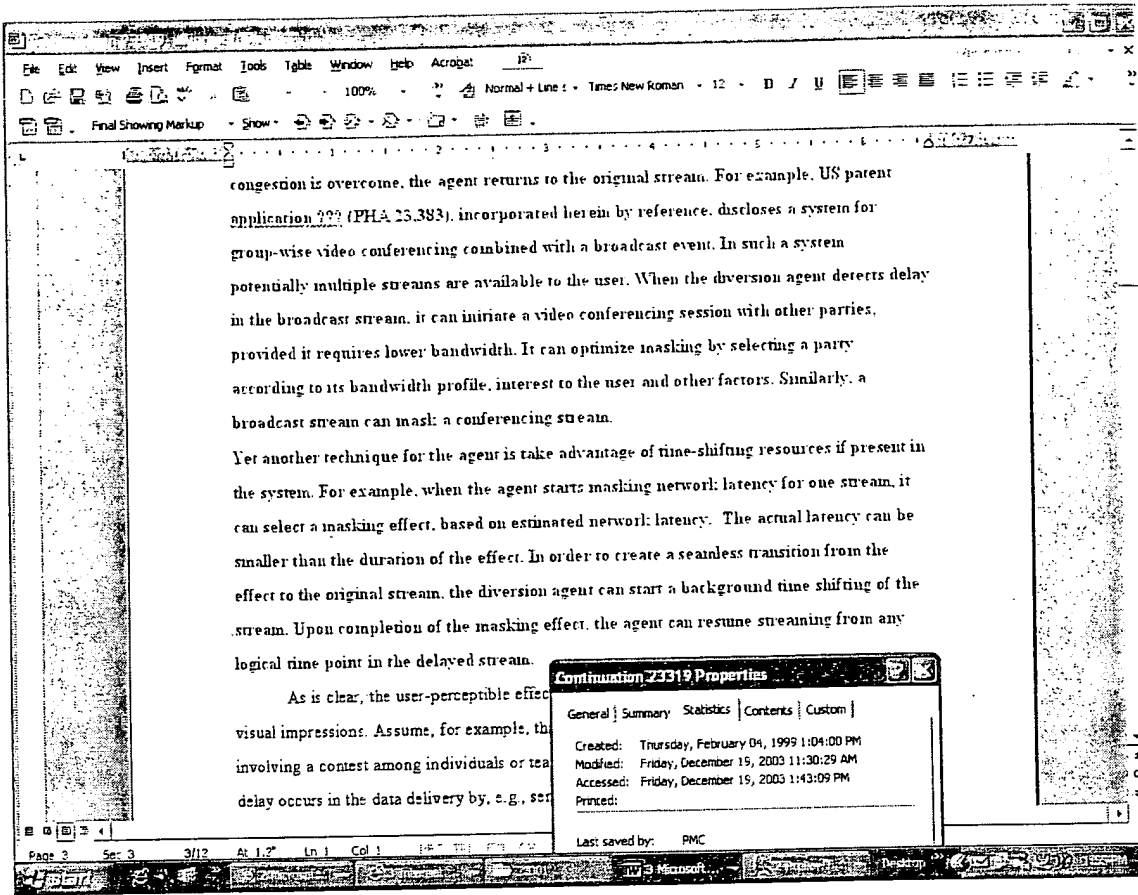 File Edit View Insert Format Tools Table Window Help Acrobat
100% Normal + Line s Times New Roman 12 B I U
Final Showing Markup Show
congestion is overcome, the agent returns to the original stream. For example, US patent
application ??? (PHA 23,383), incorporated herein by reference, discloses a system for
group-wise video conferencing combined with a broadcast event. In such a system
potentially multiple streams are available to the user. When the diversion agent detects delay
in the broadcast stream, it can initiate a video conferencing session with other parties,
provided it requires lower bandwidth. It can optimize masking by selecting a party
according to its bandwidth profile, interest to the user and other factors. Similarly, a
broadcast stream can mask a conferencing stream.
Yet another technique for the agent is take advantage of time-shifting resources if present in
the system. For example, when the agent starts masking network latency for one stream, it
can select a masking effect, based on estimated network latency. The actual latency can be
smaller than the duration of the effect. In order to create a seamless transition from the
effect to the original stream, the diversion agent can start a background time shifting of the
stream. Upon completion of the masking effect, the agent can resume streaming from any
logical time point in the delayed stream.
As is clear, the user-perceptible effec
visual impressions. Assume, for example, th
involving a contest among individuals or tea
delay occurs in the data delivery by, e.g., ser
Continuation 23319 Properties
General Summary Statistics Contents Custom
Created: Thursday, February 04, 1999 1:04:00 PM
Modified: Friday, December 19, 2003 11:30:29 AM
Accessed: Friday, December 19, 2003 1:43:09 PM
Printed:
Last saved by: PMC
Page 3 Sec 3 3/12 At 1.2" Ln 1 Col 1
start 3 Microsoft... Desktop